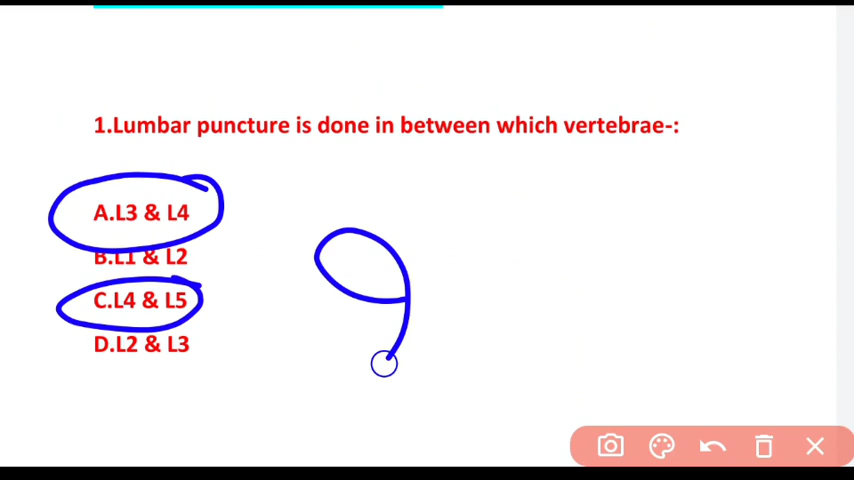 1.Lumbar puncture is done in between which vertebrae-:
A.L3 & L4
B.L1 & L2
C.L4 & L5
D.L2 & L3